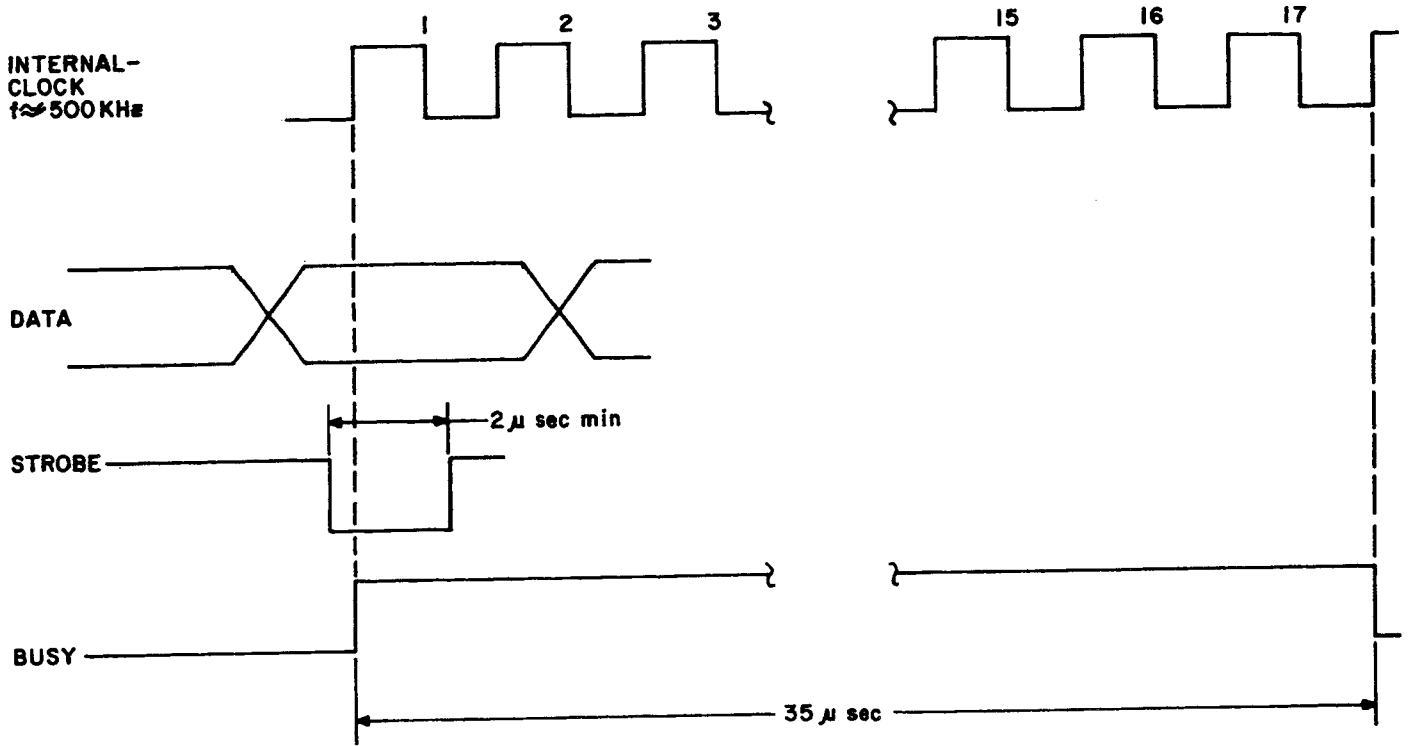 1 2 3 15 16 17
INTERNAL-
CLOCK
f≈500KHz
DATA
2 μ sec min
STROBE
BUSY
35 μ sec